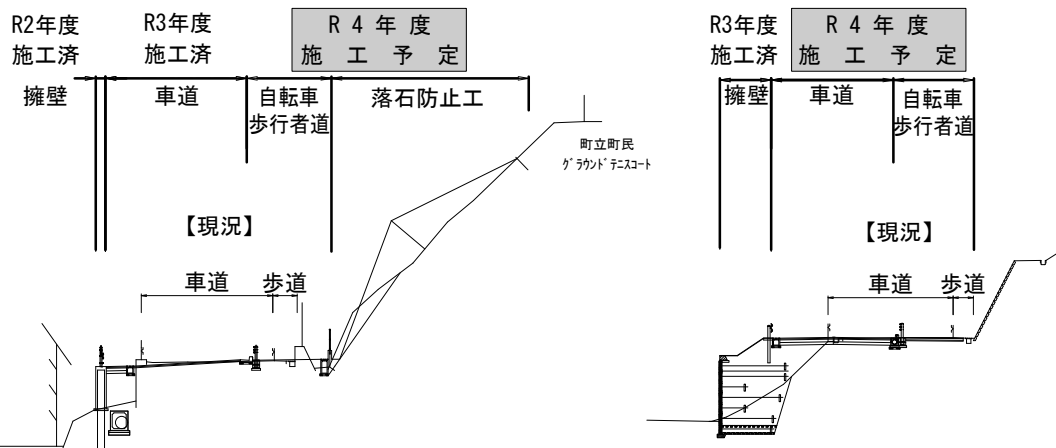 R2年度
施工済
R3年度
施工済
R4年度
施工予定
擁壁
車道
自転車
歩行者道
落石防止工
町立町民
ｸﾞﾗｳﾝﾄﾞﾃﾆｽｺｰﾄ
【現況】
車道
歩道
R3年度
施工済
R4年度
施工予定
擁壁
車道
自転車
歩行者道
【現況】
車道
歩道